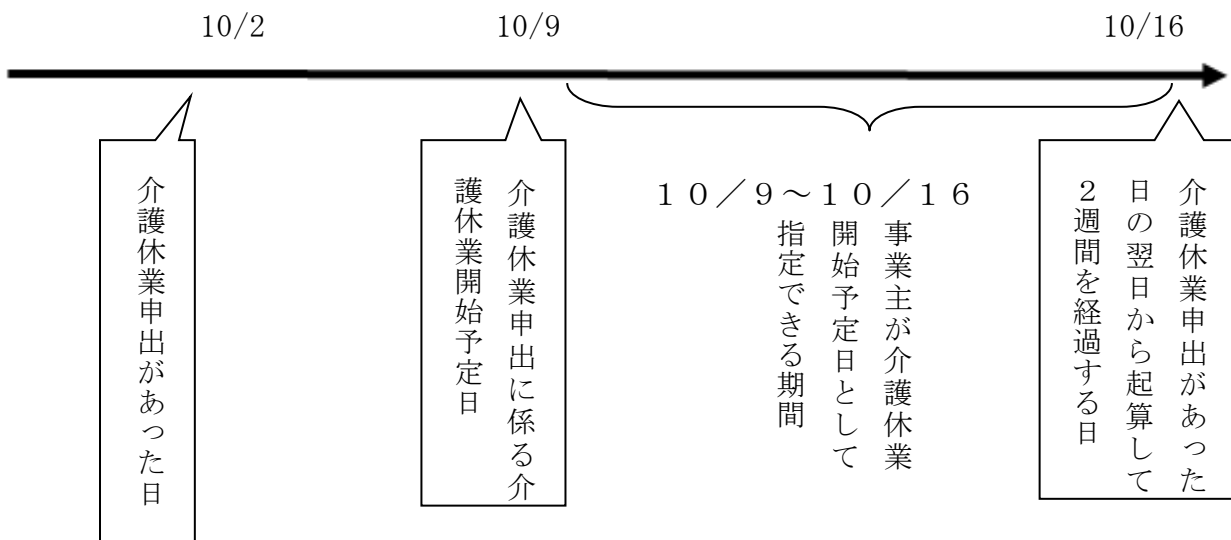 10/2
10/9
10/16
介護休業申出があった日
介護休業申出に係る介
護休業開始予定日
10/9~10/16
事業主が介護休業
開始予定日として
指定できる期間
介護休業申出があった
日の翌日から起算して
2週間を経過する日